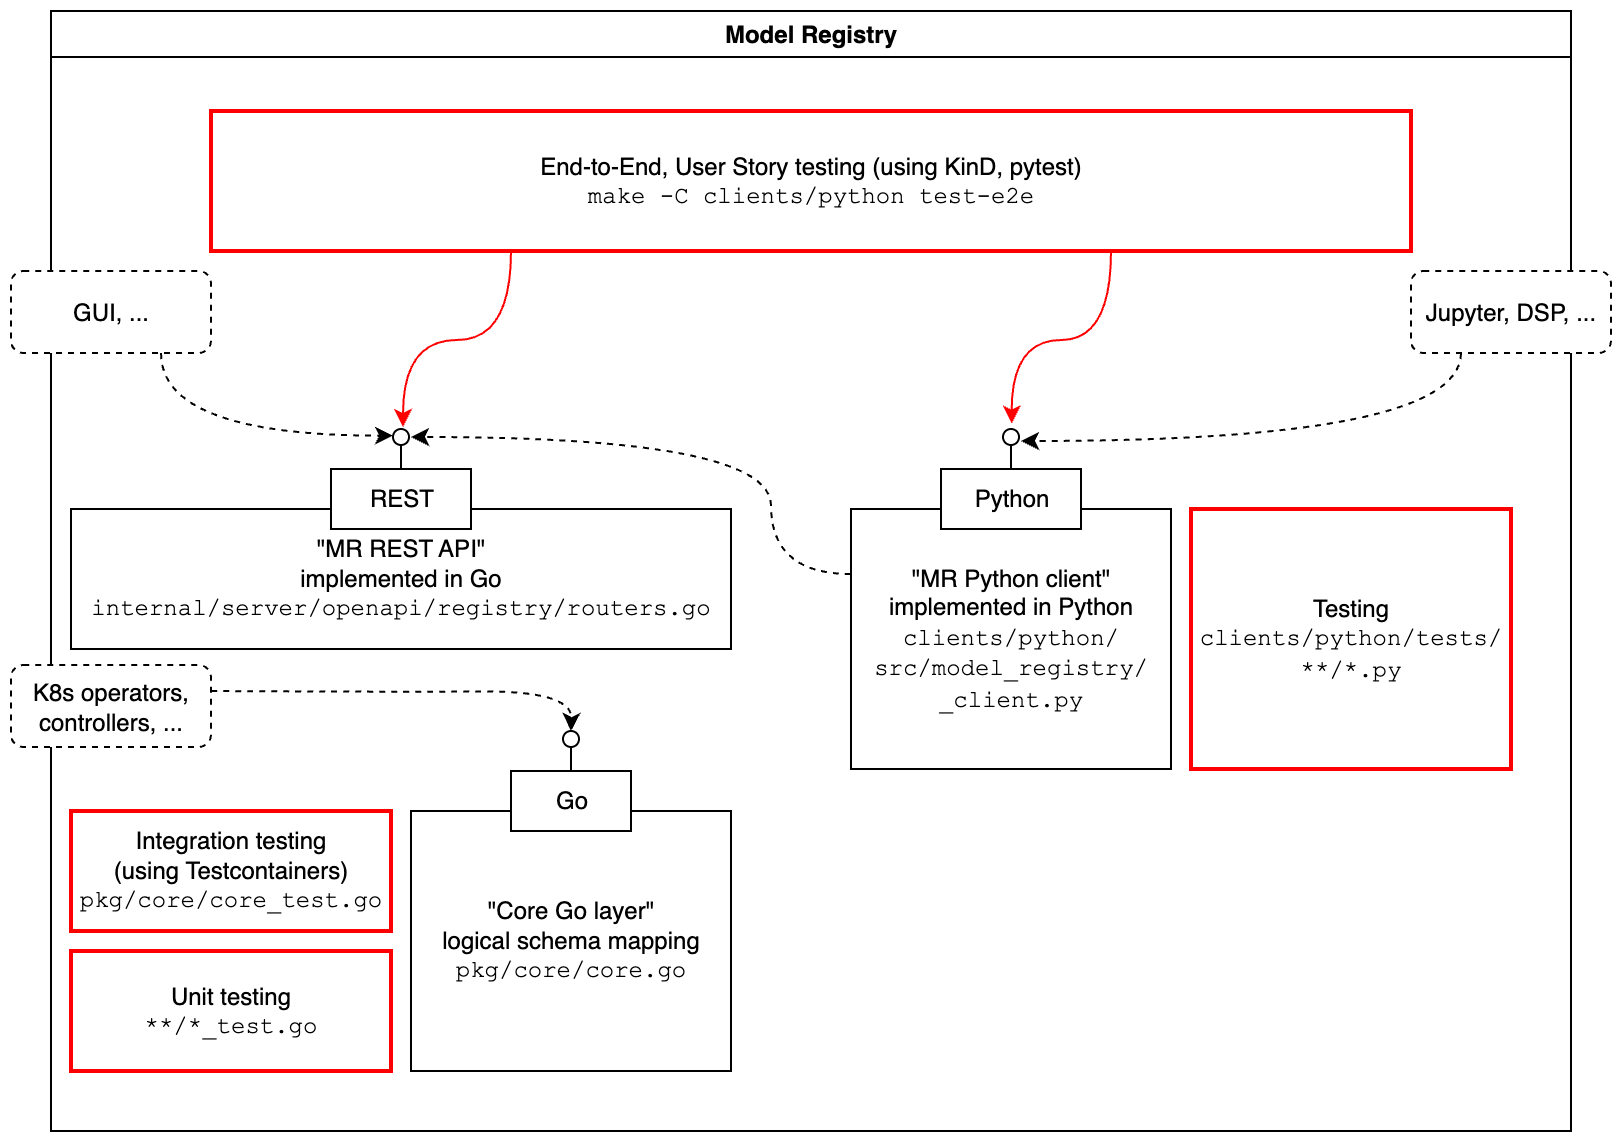 Model Registry
End-to-End, User Story testing (using KinD, pytest)
make -C clients/python test-e2e
GUI, ...
Jupyter, DSP, ...
REST
"MR REST API"
implemented in Go
internal/server/openapi/registry/routers.go
Python
"MR Python client"
implemented in Python
clients/python/
src/model_registry/
_client.py
Testing
clients/python/tests/
**/*.py
K8s operators,
controllers, ...
Go
"Core Go layer"
logical schema mapping
pkg/core/core.go
Integration testing
(using Testcontainers)
pkg/core/core_test.go
Unit testing
**/*_test.go